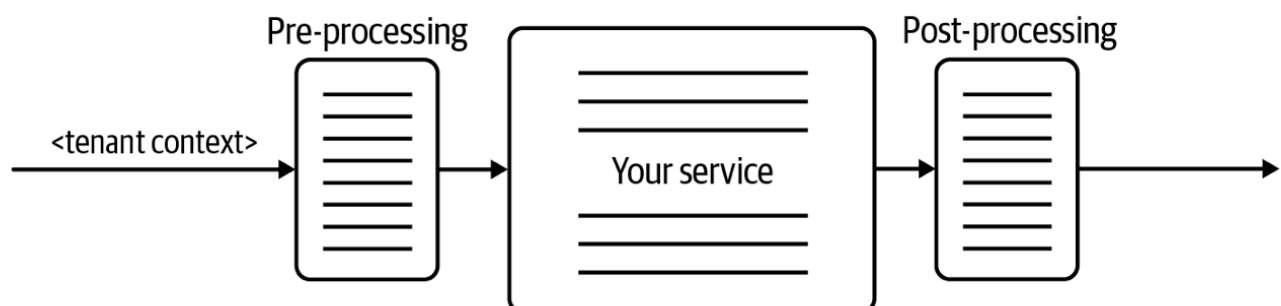 Pre-processing
Post-processing
<tenant context>
Your service